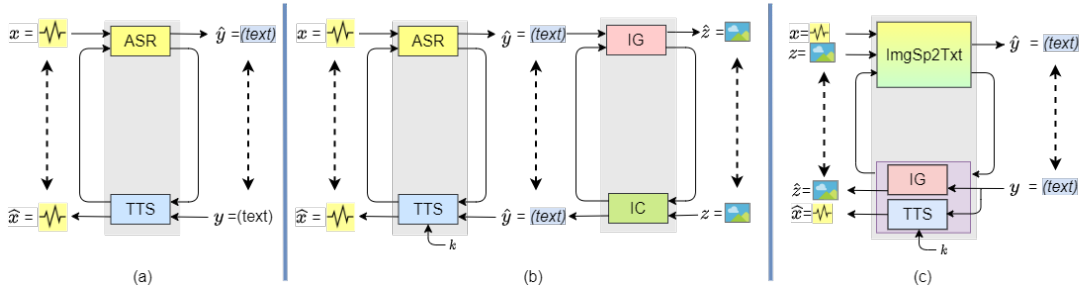 x = ASR ŷ = (text)
x̂ = TTS y =(text)
(a)
x = ASR ŷ = (text) IG ẑ =
x̂ = TTS ŷ = (text) IC z =
k
(b)
x=
z= ImgSp2Txt ŷ = (text)
ẑ = IG y = (text)
x̂= TTS
k
(c)